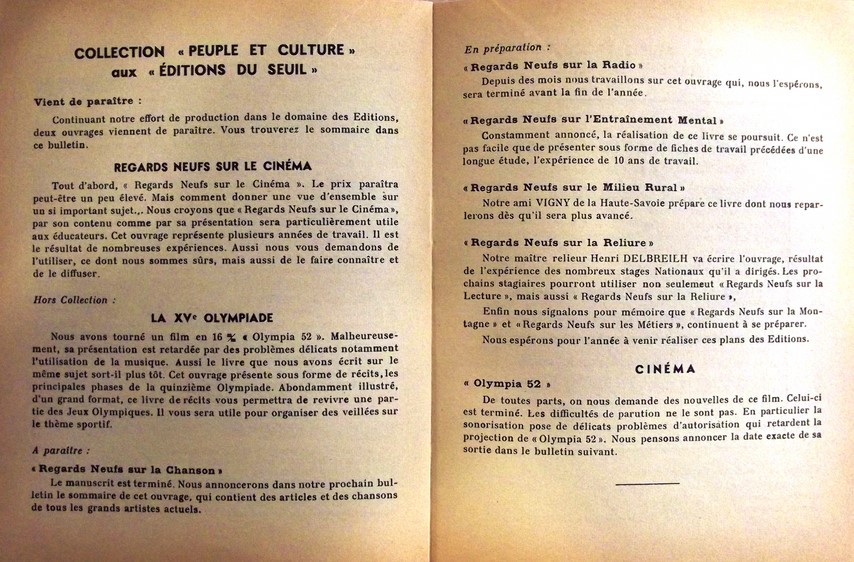 COLLECTION « PEUPLE ET CULTURE »
aux « ÉDITIONS DU SEUIL »
Vient de paraître :
Continuant notre effort de production dans le domaine des Editions,
deux ouvrages viennent de paraître. Vous trouverez le sommaire dans
ce bulletin.
REGARDS NEUFS SUR LE CINÉMA
Tout d'abord, « Regards Neufs sur le Cinéma ». Le prix paraîtra
peut-être un peu élevé. Mais comment donner une vue d'ensemble sur
un si important sujet... Nous croyons que « Regards Neufs sur le Cinéma »,
par son contenu comme par sa présentation sera particulièrement utile
aux éducateurs. Cet ouvrage représente plusieurs années de travail. Il est
le résultat de nombreuses expériences. Aussi nous vous demandons de
l'utiliser, ce dont nous sommes sûrs, mais aussi de le faire connaître et
de le diffuser.
Hors Collection :
LA XVe OLYMPIADE
Nous avons tourné un film en 16 ‰ « Olympia 52 ». Malheureuse-
ment, sa présentation est retardée par des problèmes délicats notamment
l'utilisation de la musique. Aussi le livre que nous avons écrit sur le
même sujet sort-il plus tôt. Cet ouvrage présente sous forme de récits, les
principales phases de la quinzième Olympiade. Abondamment illustré,
d'un grand format, ce livre de récits vous permettra de revivre une par-
tie des Jeux Olympiques. Il vous sera utile pour organiser des veillées sur
le thème sportif.
A paraître :
« Regards Neufs sur la Chanson »
Le manuscrit est terminé. Nous annoncerons dans notre prochain bul-
letin le sommaire de cet ouvrage, qui contient des articles et des chansons
de tous les grands artistes actuels.
En préparation :
« Regards Neufs sur la Radio »
Depuis des mois nous travaillons sur cet ouvrage qui, nous l'espérons,
sera terminé avant la fin de l'année.
« Regards Neufs sur l'Entraînement Mental »
Constamment annoncé, la réalisation de ce livre se poursuit. Ce n'est
pas facile que de présenter sous forme de fiches de travail précédées d'une
longue étude, l'expérience de 10 ans de travail.
« Regards Neufs sur le Milieu Rural »
Notre ami VIGNY de la Haute-Savoie prépare ce livre dont nous repar-
lerons dès qu'il sera plus avancé.
« Regards Neufs sur la Reliure »
Notre maître relieur Henri DELBREILH va écrire l'ouvrage, résultat
de l'expérience des nombreux stages Nationaux qu'il a dirigés. Les pro-
chains stagiaires pourront utiliser non seulement « Regards Neufs sur la
Lecture », mais aussi « Regards Neufs sur la Reliure »,
Enfin nous signalons pour mémoire que « Regards Neufs sur la Mon-
tagne » et « Regards Neufs sur les Métiers », continuent à se préparer.
Nous espérons pour l'année à venir réaliser ces plans des Editions.
CINÉMA
« Olympia 52 »
De toutes parts, on nous demande des nouvelles de ce film. Celui-ci
est terminé. Les difficultés de parution ne le sont pas. En particulier la
sonorisation pose de délicats problèmes d'autorisation qui retardent la
projection de « Olympia 52 ». Nous pensons annoncer la date exacte de sa
sortie dans le bulletin suivant.